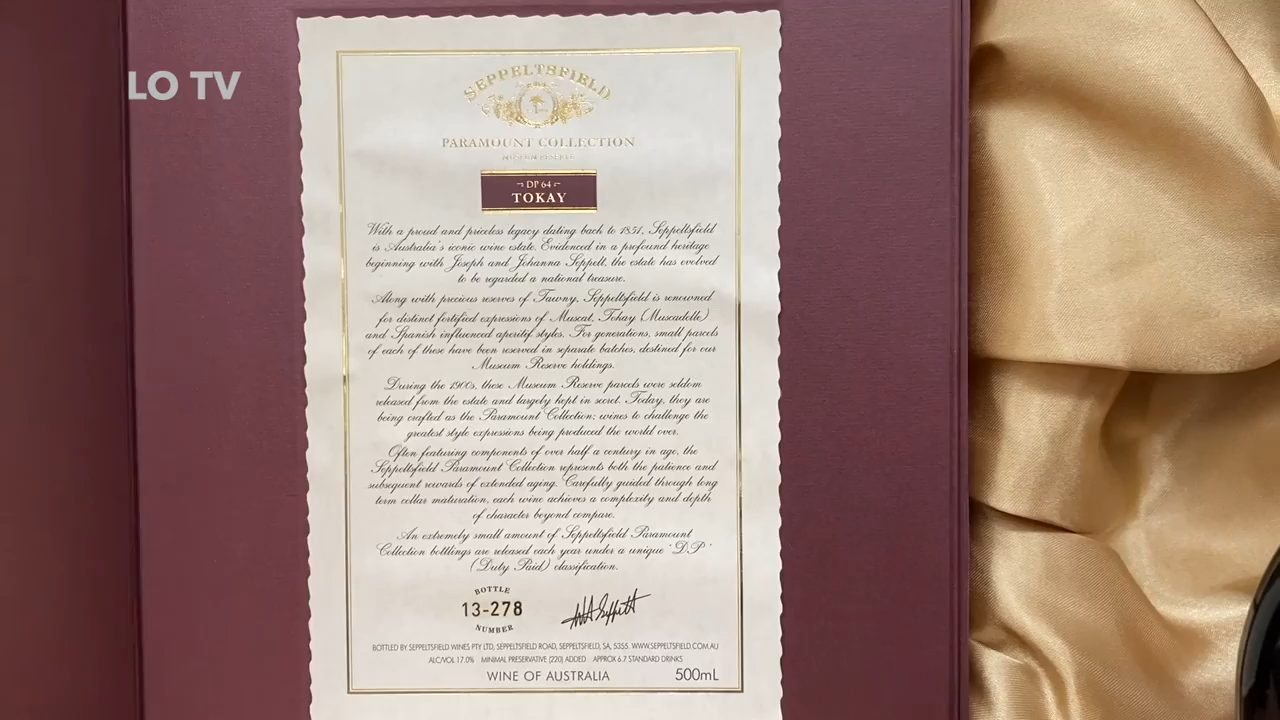 LO TV
SEPPELTSFIELD
PARAMOUNT COLLECTION
MUSEUM RESERVE
DP 64
TOKAY
With a proud and priceless legacy dating back to 1851, Seppeltsfield
is Australia's iconic wine estate. Evidenced in a profound heritage
beginning with Joseph and Johanna Seppelt, the estate has evolved
to be regarded a national treasure.
Along with precious reserves of Tawny, Seppeltsfield is renowned
for distinct fortified expressions of Muscat, Tokay (Muscadelle)
and Spanish influenced aperitif styles. For generations, small parcels
of each of these have been reserved in separate batches, destined for our
Museum Reserve holdings.
During the 1900s, these Museum Reserve parcels were seldom
released from the estate and largely kept in secret. Today, they are
being crafted as the Paramount Collection; wines to challenge the
greatest style expressions being produced the world over.
Often featuring components of over half a century in age, the
Seppeltsfield Paramount Collection represents both the patience and
subsequent rewards of extended aging. Carefully guided through long
term cellar maturation, each wine achieves a complexity and depth
of character beyond compare.
An extremely small amount of Seppeltsfield Paramount
Collection bottlings are released each year under a unique 'DP'
(Duty Paid) classification.
BOTTLE
13-278
NUMBER
BOTTLED BY SEPPELTSFIELD WINES PTY LTD, SEPPELTSFIELD ROAD, SEPPELTSFIELD, SA, 5355. WWW.SEPPELTSFIELD.COM.AU
ALC/VOL 17.0% MINIMAL PRESERVATIVE (220) ADDED APPROX 6.7 STANDARD DRINKS
WINE OF AUSTRALIA 500mL